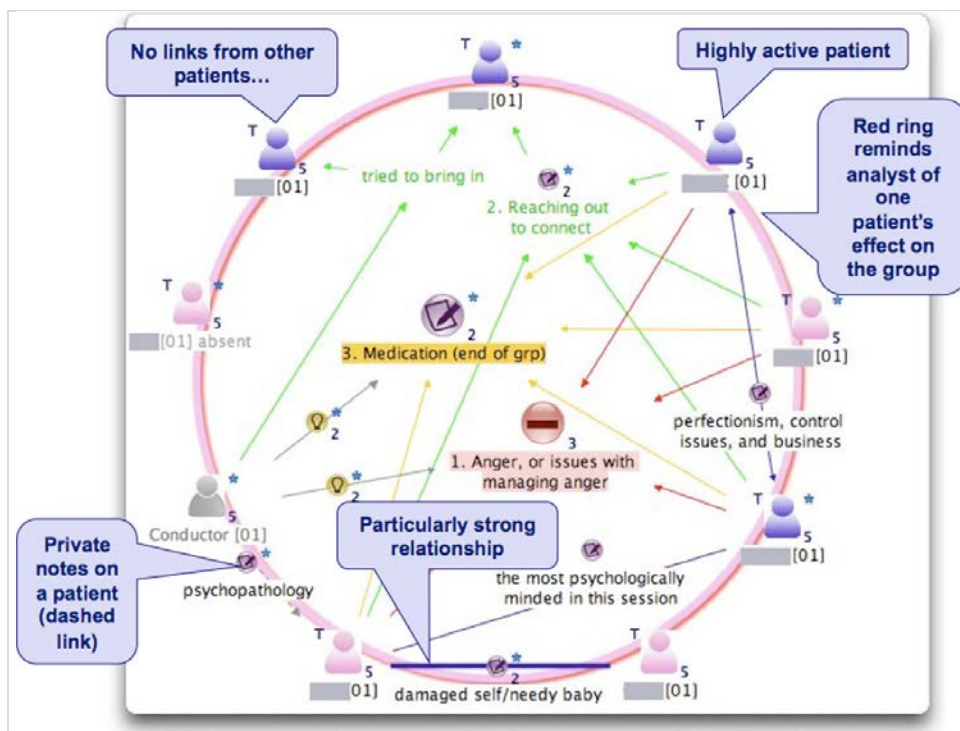 No links from other
patients...
T
*
5
[01]
Highly active patient
T
5
[01]
T
5
[01]
tried to bring in
*
2
2. Reaching out
to connect
Red ring
reminds
analyst of
one
patient's
effect on
the group
T
*
5
[01] absent
*
2
3. Medication (end of grp)
T
*
5
[01]
perfectionism, control
issues, and business
*
2
3
1. Anger, or issues with
managing anger
*
2
*
5
Conductor [01]
T
*
5
[01]
Particularly strong
relationship
Private
notes on
a patient
(dashed
link)
*
psychopathology
the most psychologically
minded in this session
T
5
01]
*
2
damaged self/needy baby
T
5
[01]